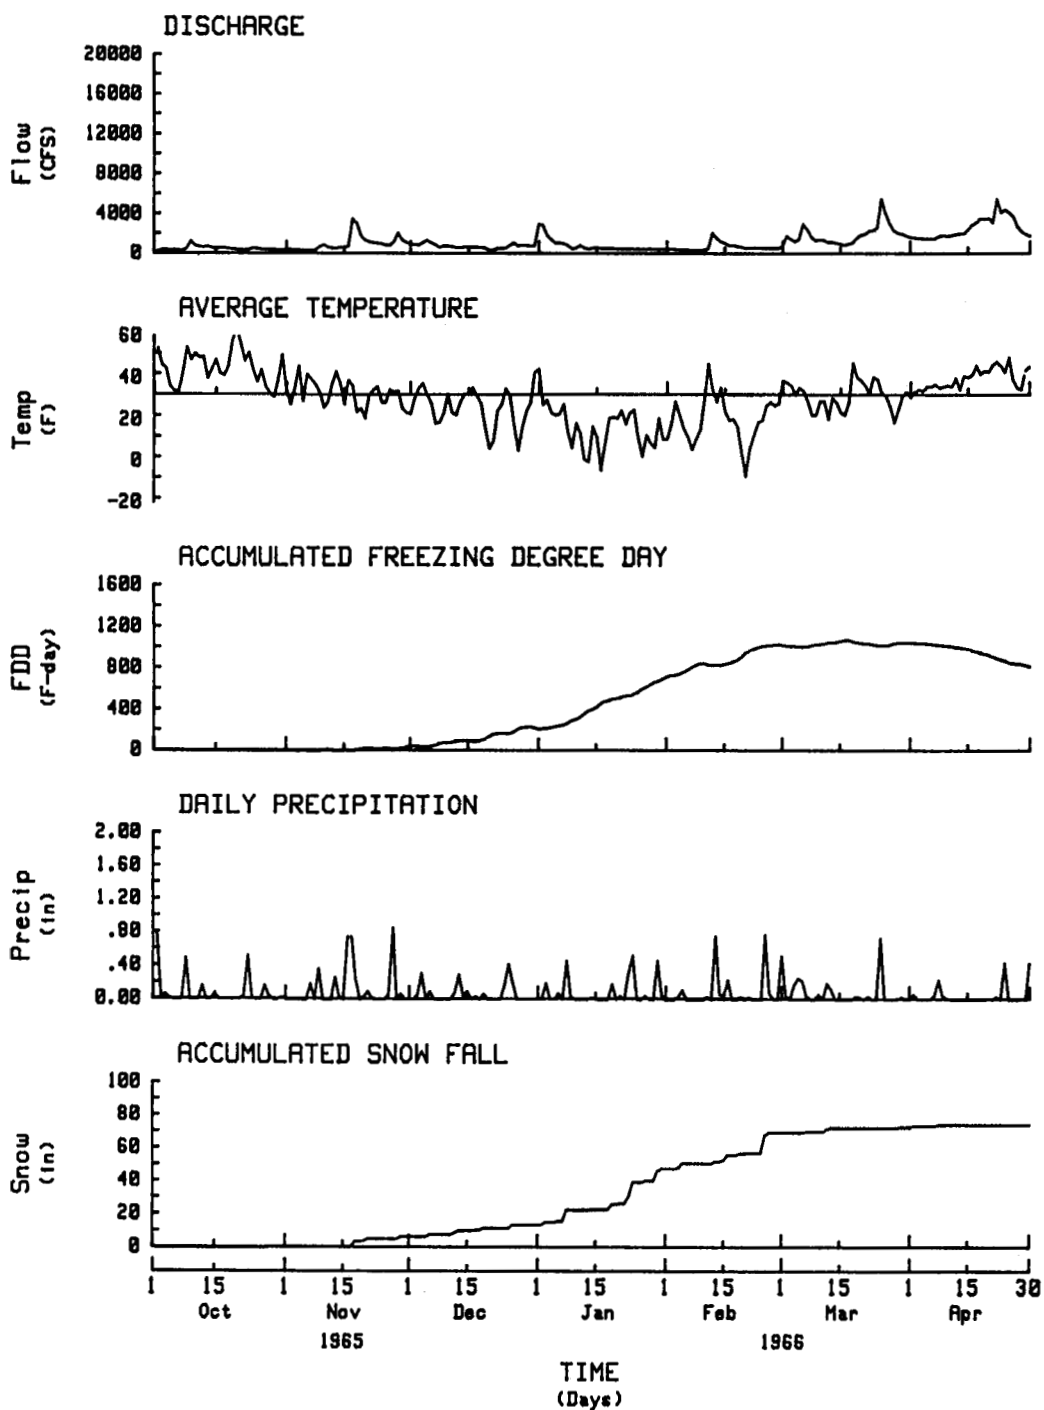 DISCHARGE
20000
16000
12000
8000
4000
0
Flow
(CFS)
AVERAGE TEMPERATURE
60
40
20
0
-20
Temp
(F)
ACCUMULATED FREEZING DEGREE DAY
1600
1200
800
400
0
FDD
(F-day)
DAILY PRECIPITATION
2.00
1.60
1.20
.80
.40
0.00
Precip
(in)
ACCUMULATED SNOW FALL
100
80
60
40
20
0
Snow
(in)
1 15 1 15 1 15 1 15 1 15 1 15 1 15 30
Oct Nov Dec Jan Feb Mar Apr
1965 1966
TIME
(Days)